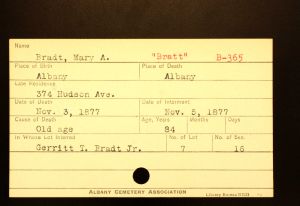 Name
Bradt, Mary A. "Bratt" B-365
Place of Birth Place of Death
Albany Albany
Late Residence
374 Hudson Ave.
Date of Death Date of Interment
Nov. 3, 1877 Nov. 5, 1877
Cause of Death Age, Years Months Days
Old age 84
In Whose Lot Interred No. of Lot No. of Sec.
Gerritt T. Bradt Jr. 7 16
ALBANY CEMETERY ASSOCIATION
Library Bureau